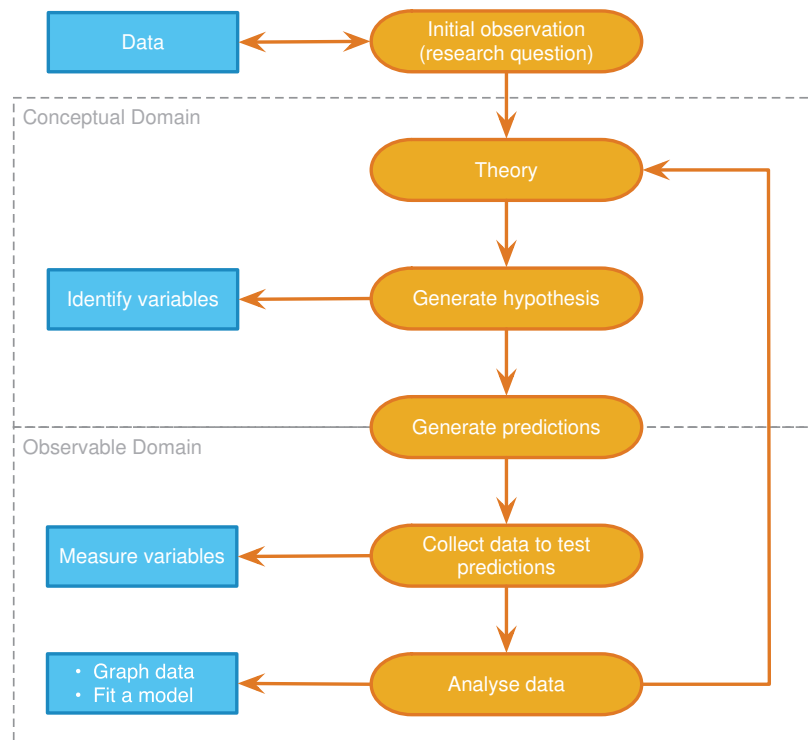 Data
Initial observation
(research question)
Conceptual Domain
Theory
Identify variables
Generate hypothesis
Generate predictions
Observable Domain
Measure variables
Collect data to test
predictions
• Graph data
• Fit a model
Analyse data